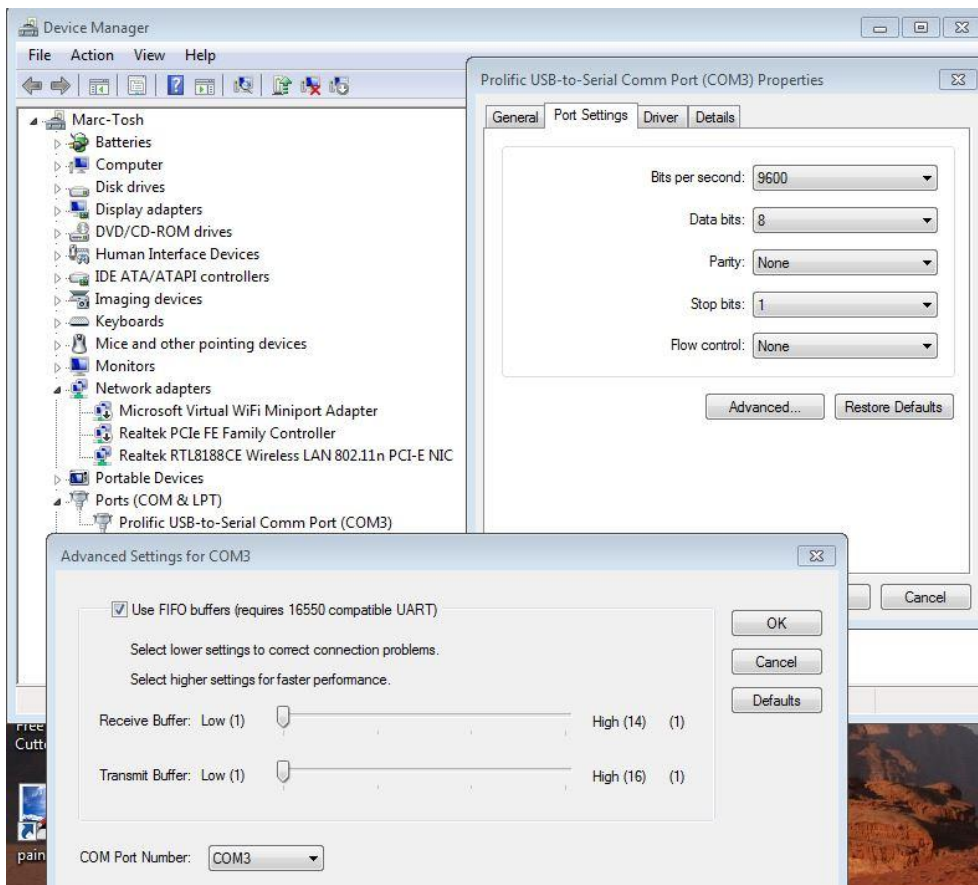 Device Manager
File Action View Help
Marc-Tosh
Batteries
Computer
Disk drives
Display adapters
DVD/CD-ROM drives
Human Interface Devices
IDE ATA/ATAPI controllers
Imaging devices
Keyboards
Mice and other pointing devices
Monitors
Network adapters
Microsoft Virtual WiFi Miniport Adapter
Realtek PCIe FE Family Controller
Realtek RTL8188CE Wireless LAN 802.11n PCI-E NIC
Portable Devices
Ports (COM & LPT)
Prolific USB-to-Serial Comm Port (COM3)
Prolific USB-to-Serial Comm Port (COM3) Properties
General Port Settings Driver Details
Bits per second: 9600
Data bits: 8
Parity: None
Stop bits: 1
Flow control: None
Advanced... Restore Defaults
Cancel
Advanced Settings for COM3
Use FIFO buffers (requires 16550 compatible UART)
Select lower settings to correct connection problems.
Select higher settings for faster performance.
Receive Buffer: Low (1) High (14) (1)
Transmit Buffer: Low (1) High (16) (1)
COM Port Number: COM3
OK
Cancel
Defaults
Cutt
pain